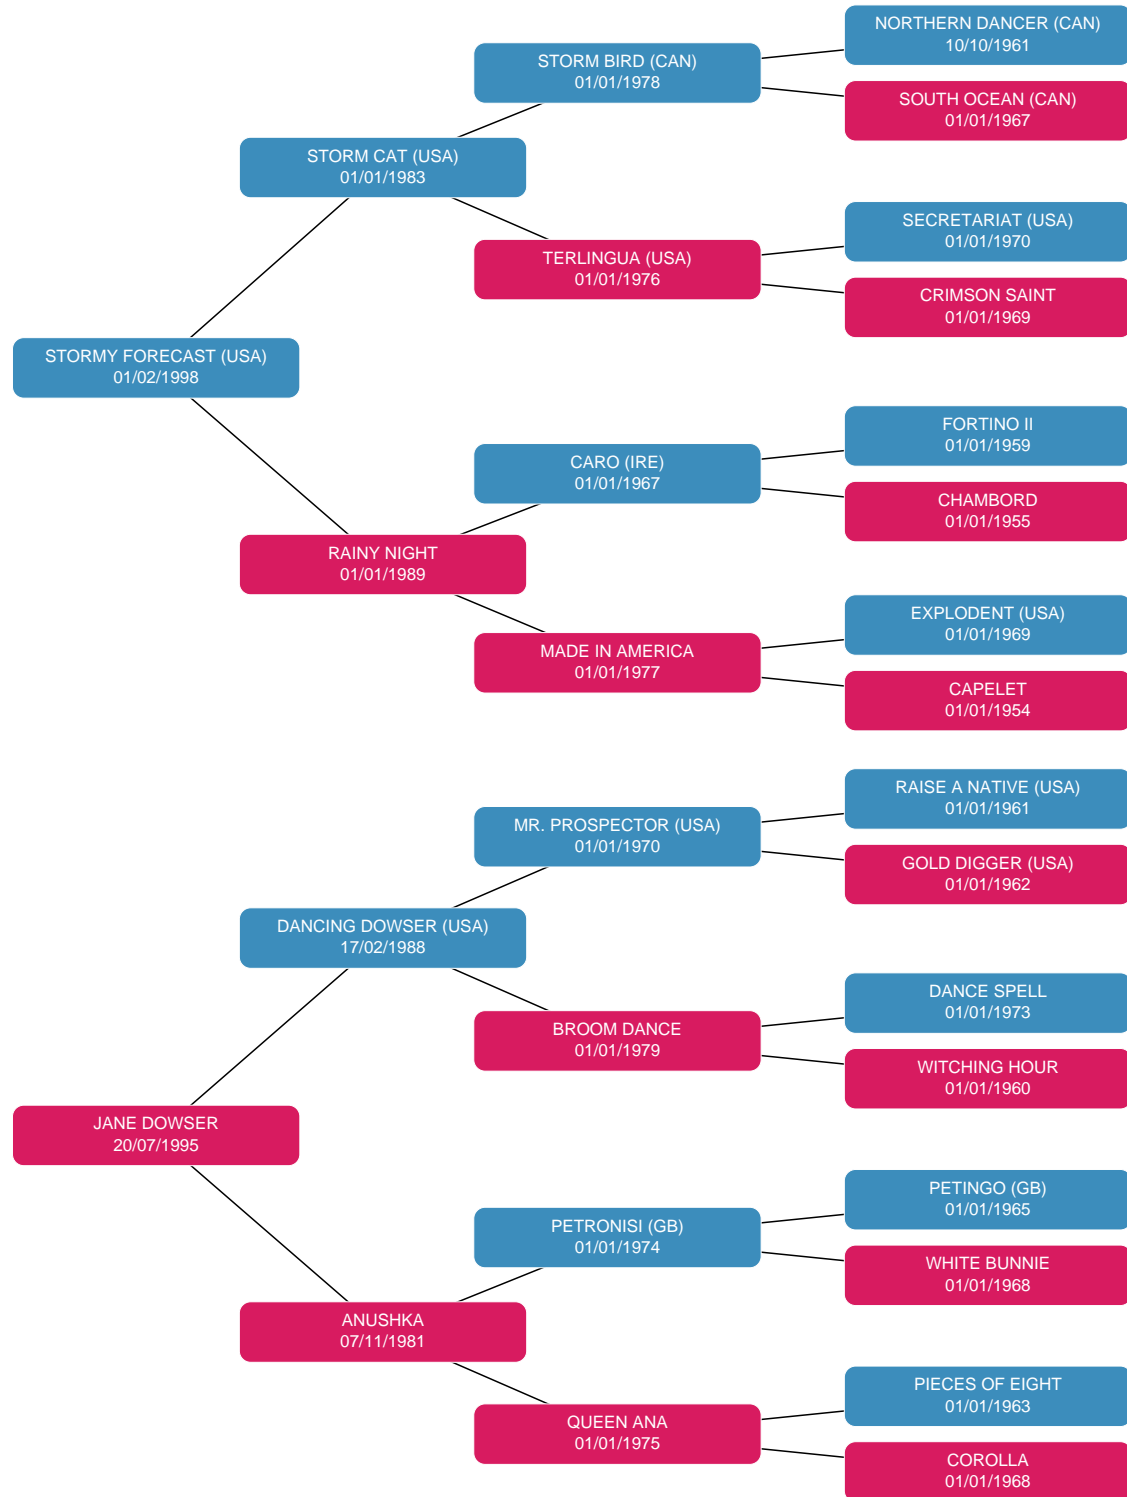 NORTHERN DANCER (CAN)
10/10/1961
STORM BIRD (CAN)
01/01/1978
SOUTH OCEAN (CAN)
01/01/1967
STORM CAT (USA)
01/01/1983
SECRETARIAT (USA)
01/01/1970
TERLINGUA (USA)
01/01/1976
CRIMSON SAINT
01/01/1969
STORMY FORECAST (USA)
01/02/1998
FORTINO II
01/01/1959
CARO (IRE)
01/01/1967
CHAMBORD
01/01/1955
RAINY NIGHT
01/01/1989
EXPLODENT (USA)
01/01/1969
MADE IN AMERICA
01/01/1977
CAPELET
01/01/1954
RAISE A NATIVE (USA)
01/01/1961
MR. PROSPECTOR (USA)
01/01/1970
GOLD DIGGER (USA)
01/01/1962
DANCING DOWSER (USA)
17/02/1988
DANCE SPELL
01/01/1973
BROOM DANCE
01/01/1979
WITCHING HOUR
01/01/1960
JANE DOWSER
20/07/1995
PETINGO (GB)
01/01/1965
PETRONISI (GB)
01/01/1974
WHITE BUNNIE
01/01/1968
ANUSHKA
07/11/1981
PIECES OF EIGHT
01/01/1963
QUEEN ANA
01/01/1975
COROLLA
01/01/1968